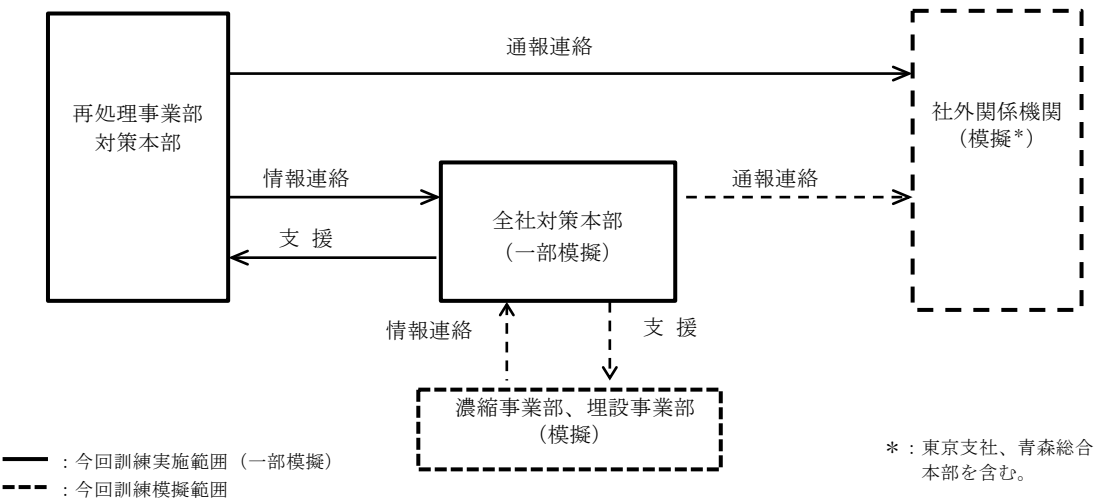 通報連絡
再処理事業部
対策本部
社外関係機関
(模擬*)
情報連絡
通報連絡
全社対策本部
(一部模擬)
支 援
情報連絡
支 援
濃縮事業部、埋設事業部
(模擬)
:今回訓練実施範囲(一部模擬)
:今回訓練模擬範囲
*:東京支社、青森総合
本部を含む。